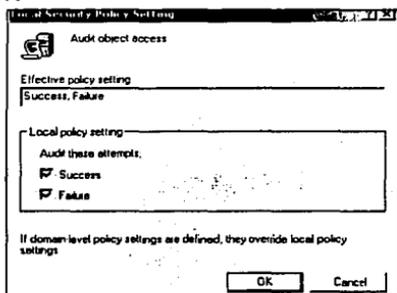 Local Security Policy Setting
Audit object access
Effective policy setting
Success, Failure
Local policy setting
Audit these attempts:
Success
Failure
If domain-level policy settings are defined, they override local policy
settings
OK
Cancel